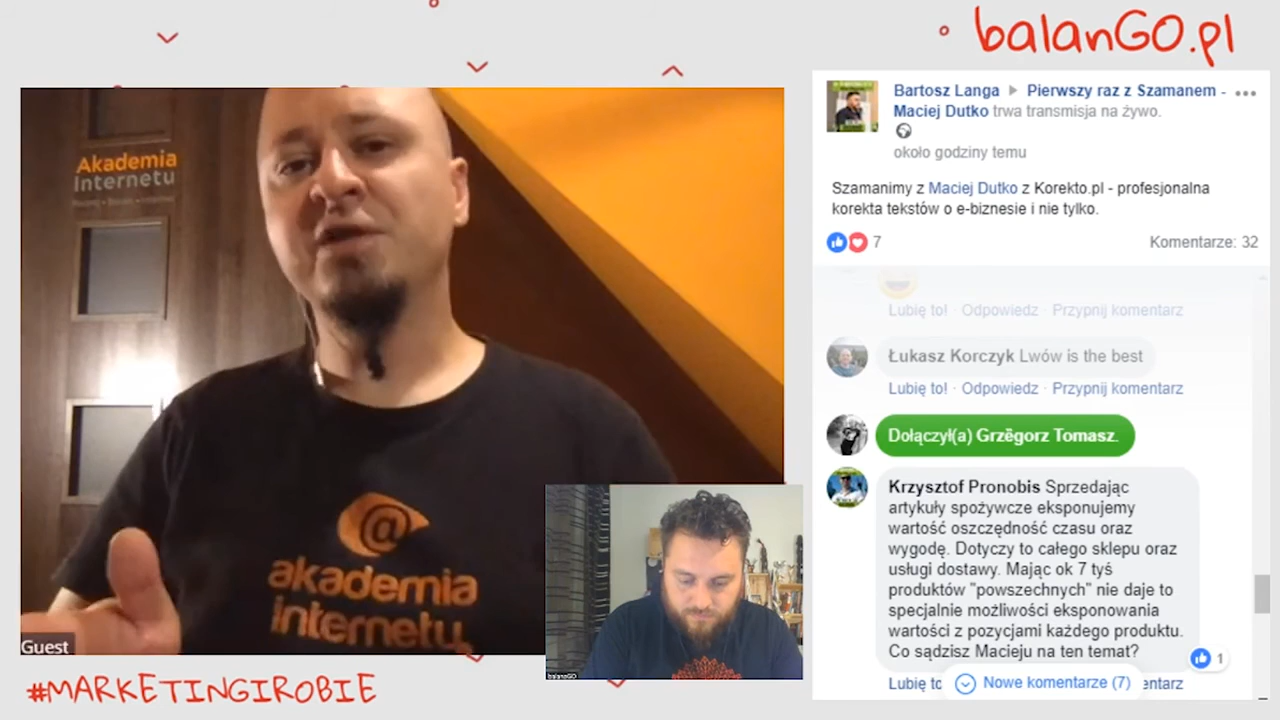 balanGO.pl
Akademia
Internetu
akademia
internetu
Guest
balanGO
#MARKETINGIROBIE
Bartosz Langa ▶ Pierwszy raz z Szamanem -
Maciej Dutko trwa transmisja na żywo.
około godziny temu
Szamanimy z Maciej Dutko z Korekto.pl - profesjonalna
korekta tekstów o e-biznesie i nie tylko.
7
Komentarze: 32
Lubię to! · Odpowiedz · Przypnij komentarz
Łukasz Korczyk Lwów is the best
Lubię to! · Odpowiedz · Przypnij komentarz
Dołączył(a) Grzëgorz Tomasz.
Krzysztof Pronobis Sprzedając
artykuły spożywcze eksponujemy
wartość oszczędność czasu oraz
wygodę. Dotyczy to całego sklepu oraz
usługi dostawy. Mając ok 7 tyś
produktów "powszechnych" nie daje to
specjalnie możliwości eksponowania
wartości z pozycjami każdego produktu.
Co sądzisz Macieju na ten temat?
1
Lubię to
Nowe komentarze (7)
entarz